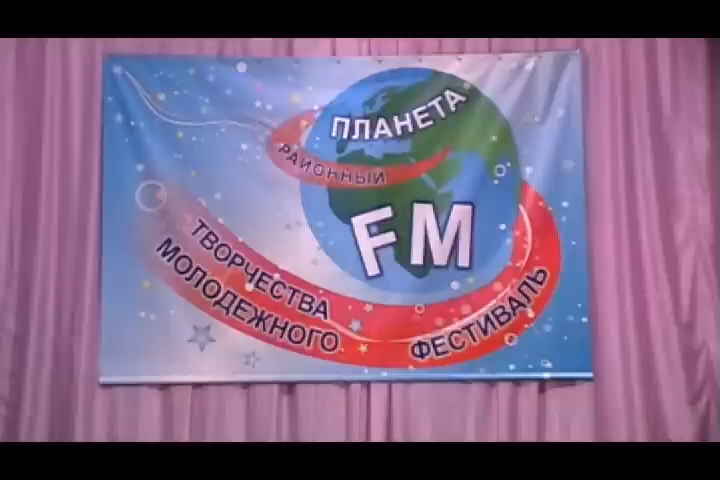 ПЛАНЕТА
РАЙОННЫЙ
FM
ТВОРЧЕСТВА
МОЛОДЕЖНОГО
ФЕСТИВАЛЬ